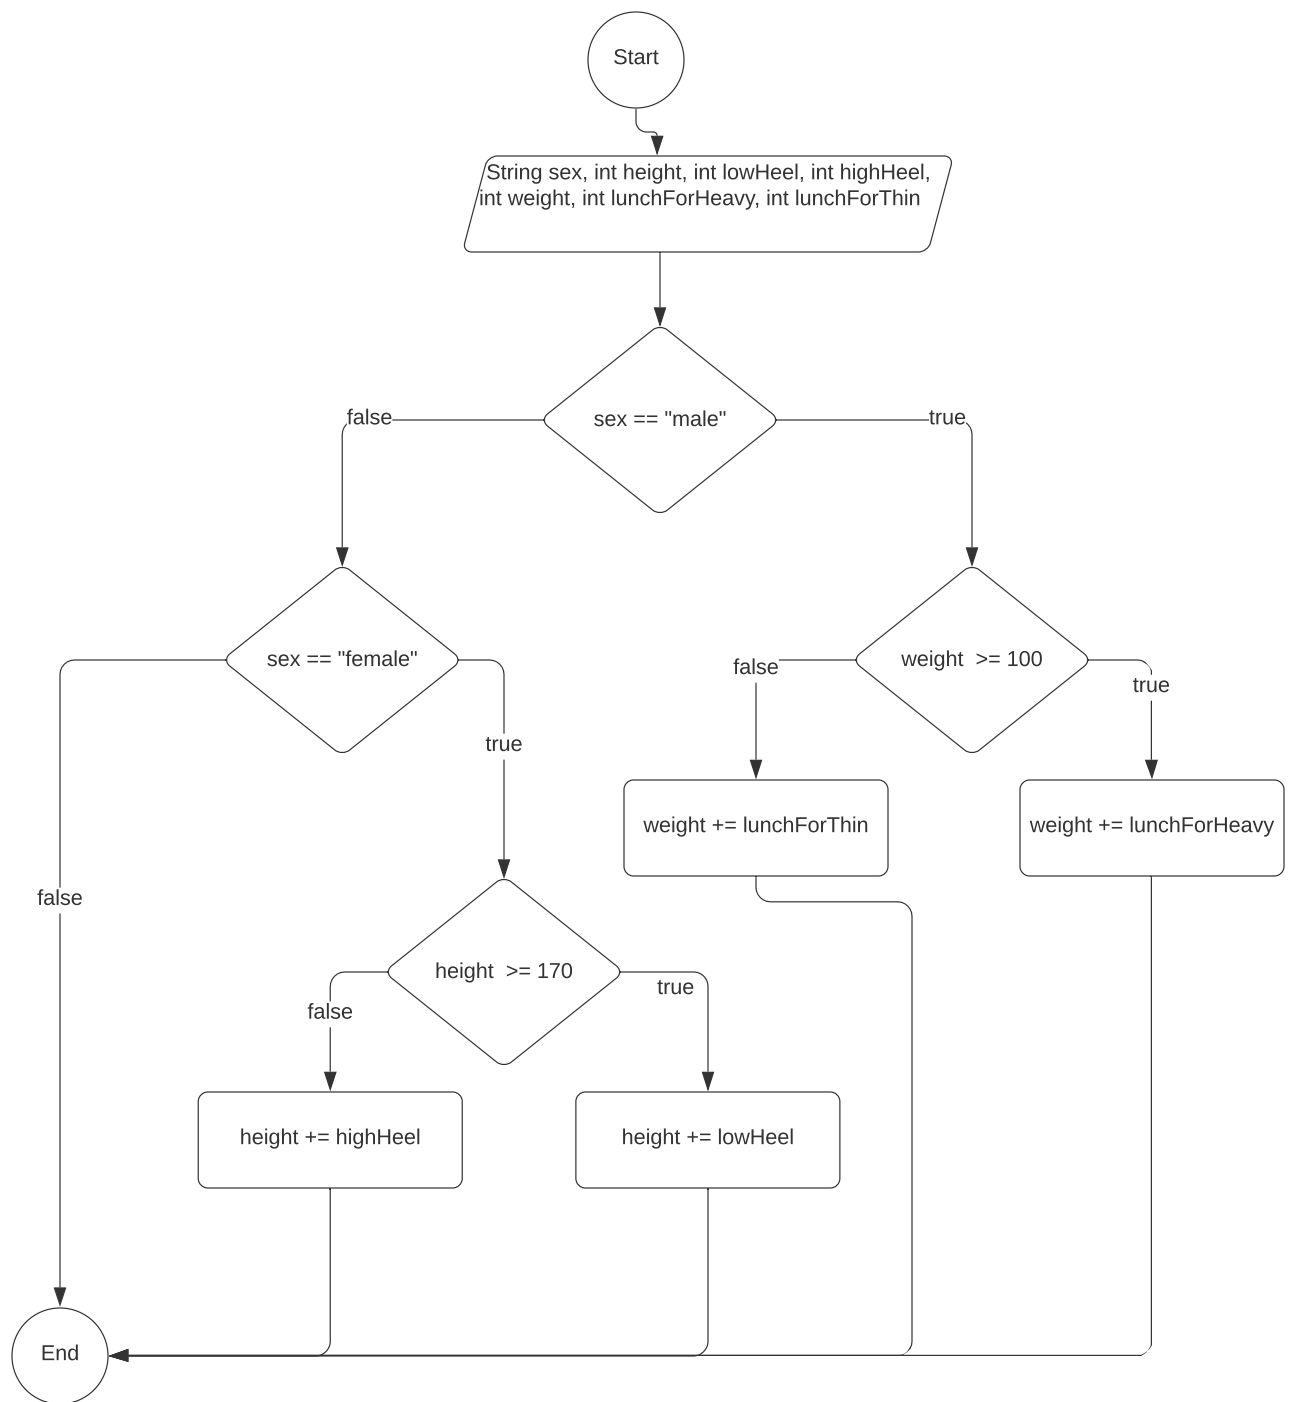 Start
String sex, int height, int lowHeel, int highHeel,
int weight, int lunchForHeavy, int lunchForThin
sex == "male"
false
true
sex == "female"
weight  >= 100
false
true
true
weight += lunchForThin
weight += lunchForHeavy
false
height  >= 170
false
true
height += highHeel
height += lowHeel
End